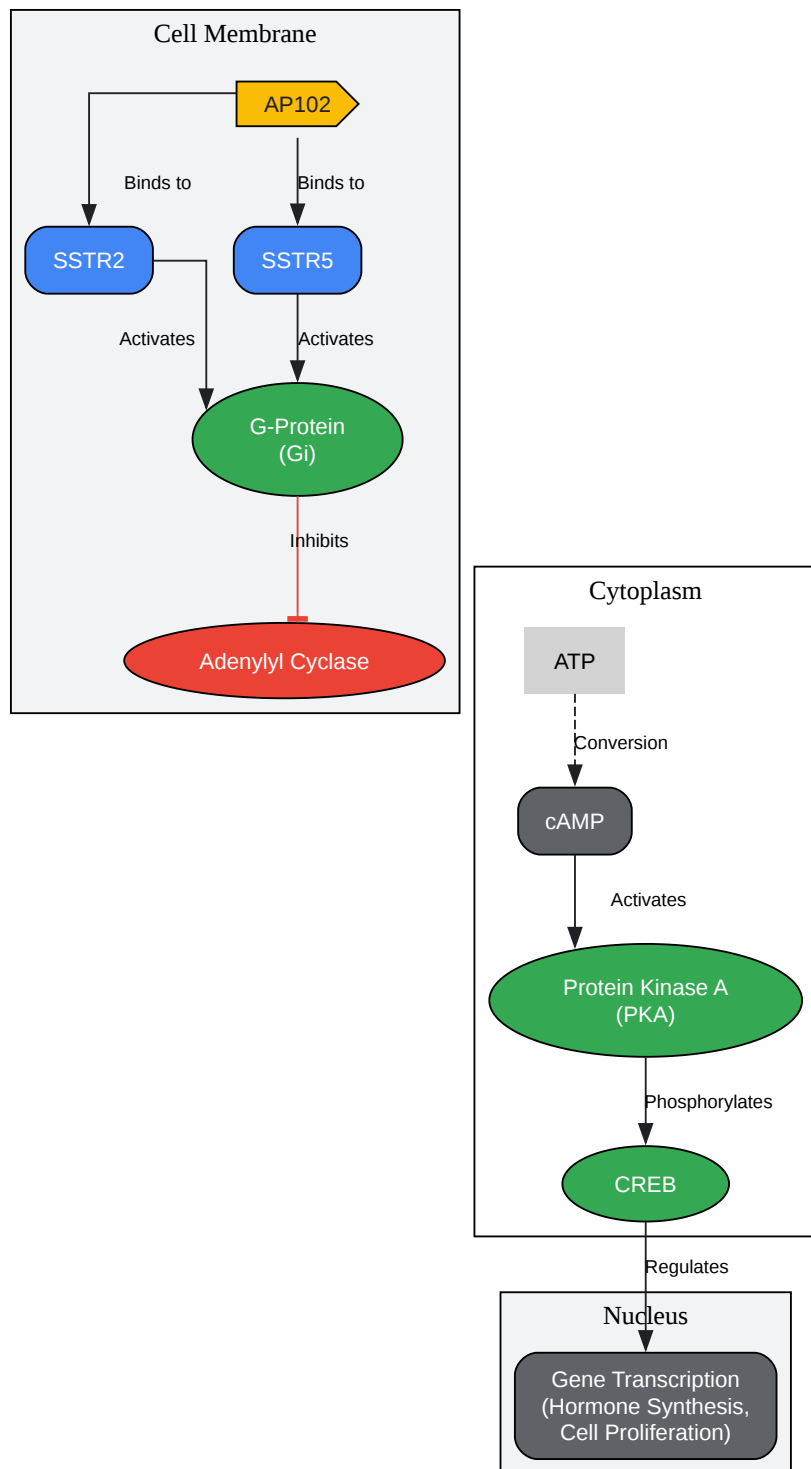 Cell Membrane
AP102
Binds to
Binds to
SSTR2
SSTR5
Activates
Activates
G-Protein
(Gi)
Inhibits
Adenylyl Cyclase
Cytoplasm
ATP
Conversion
cAMP
Activates
Protein Kinase A
(PKA)
Phosphorylates
CREB
Regulates
Nucleus
Gene Transcription
(Hormone Synthesis,
Cell Proliferation)